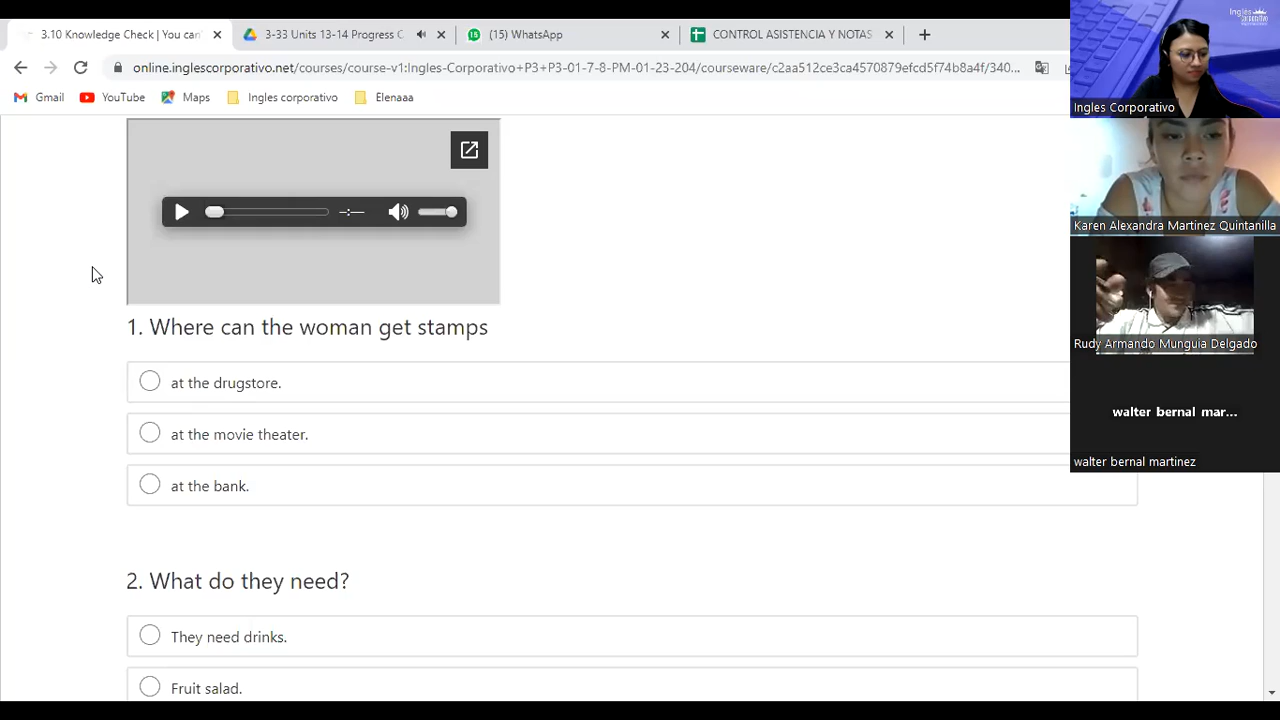 3.10 Knowledge Check | You can'
3-33 Units 13-14 Progress C
(15) WhatsApp
CONTROL ASISTENCIA Y NOTAS
online.inglescorporativo.net/courses/course-v1:Ingles-Corporativo+P3+P3-01-7-8-PM-01-23-204/courseware/c2aa512ce3ca4570879efcd5f74b8a4f/340...
Gmail
YouTube
Maps
Ingles corporativo
Elenaaa
-:--
1. Where can the woman get stamps
at the drugstore.
at the movie theater.
at the bank.
2. What do they need?
They need drinks.
Fruit salad.
Ingles Corporativo
Karen Alexandra Martinez Quintanilla
Rudy Armando Munguia Delgado
walter bernal mar...
walter bernal martinez